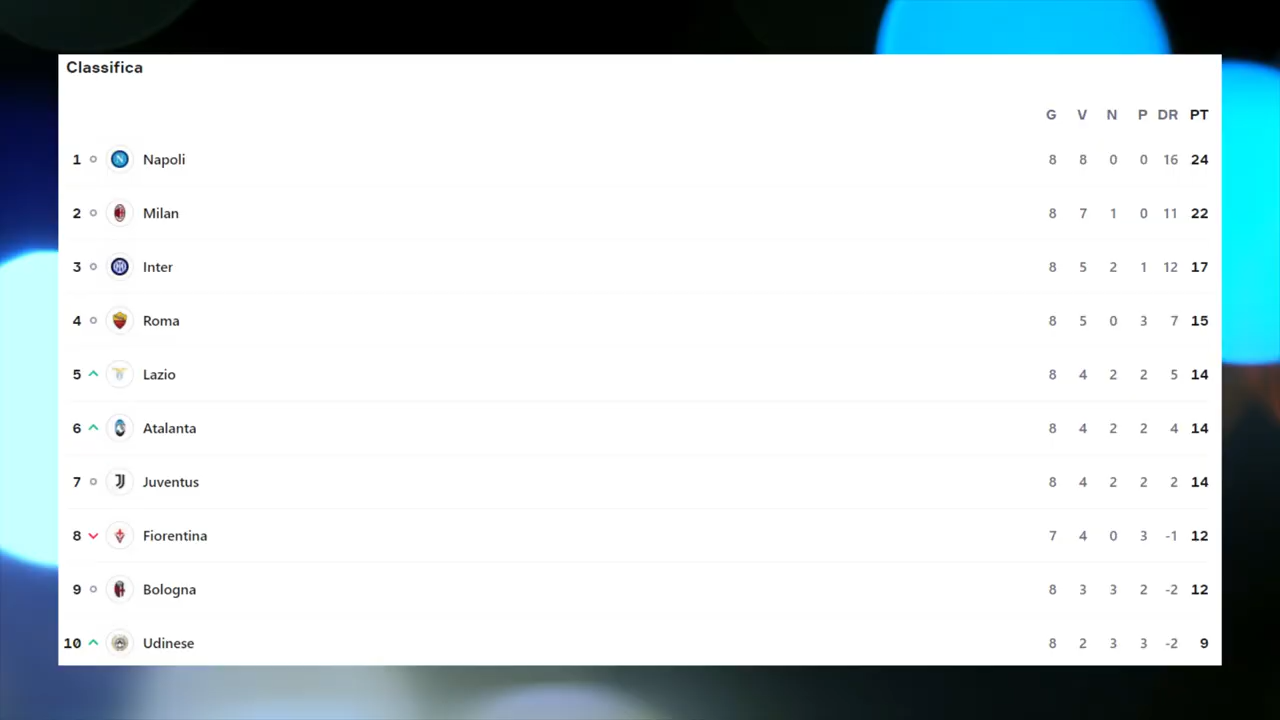 Classifica
G V N P DR PT
1 Napoli 8 8 0 0 16 24
2 Milan 8 7 1 0 11 22
3 Inter 8 5 2 1 12 17
4 Roma 8 5 0 3 7 15
5 Lazio 8 4 2 2 5 14
6 Atalanta 8 4 2 2 4 14
7 Juventus 8 4 2 2 2 14
8 Fiorentina 7 4 0 3 -1 12
9 Bologna 8 3 3 2 -2 12
10 Udinese 8 2 3 3 -2 9